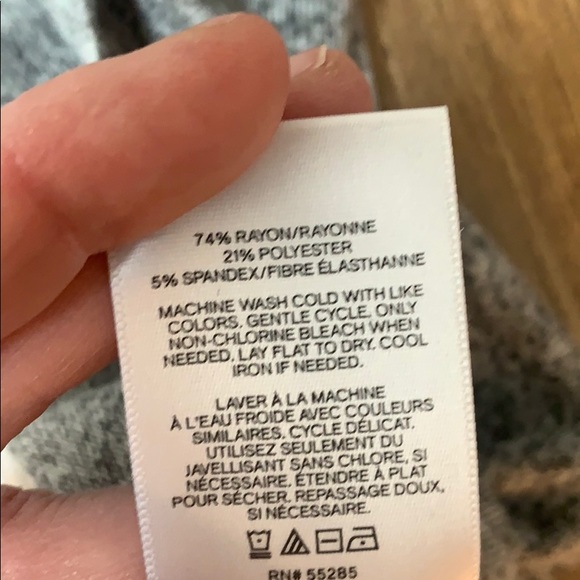 74% RAYON/RAYONNE
21% POLYESTER
5% SPANDEX/FIBRE ÉLASTHANNE
MACHINE WASH COLD WITH LIKE
COLORS. GENTLE CYCLE. ONLY
NON-CHLORINE BLEACH WHEN
NEEDED. LAY FLAT TO DRY. COOL
IRON IF NEEDED.
LAVER À LA MACHINE
À L'EAU FROIDE AVEC COULEURS
SIMILAIRES. CYCLE DÉLICAT.
UTILISEZ SEULEMENT DU
JAVELLISANT SANS CHLORE, SI
NÉCESSAIRE. ÉTENDRE À PLAT
POUR SÉCHER. REPASSAGE DOUX,
SI NÉCESSAIRE.
RN# 55285